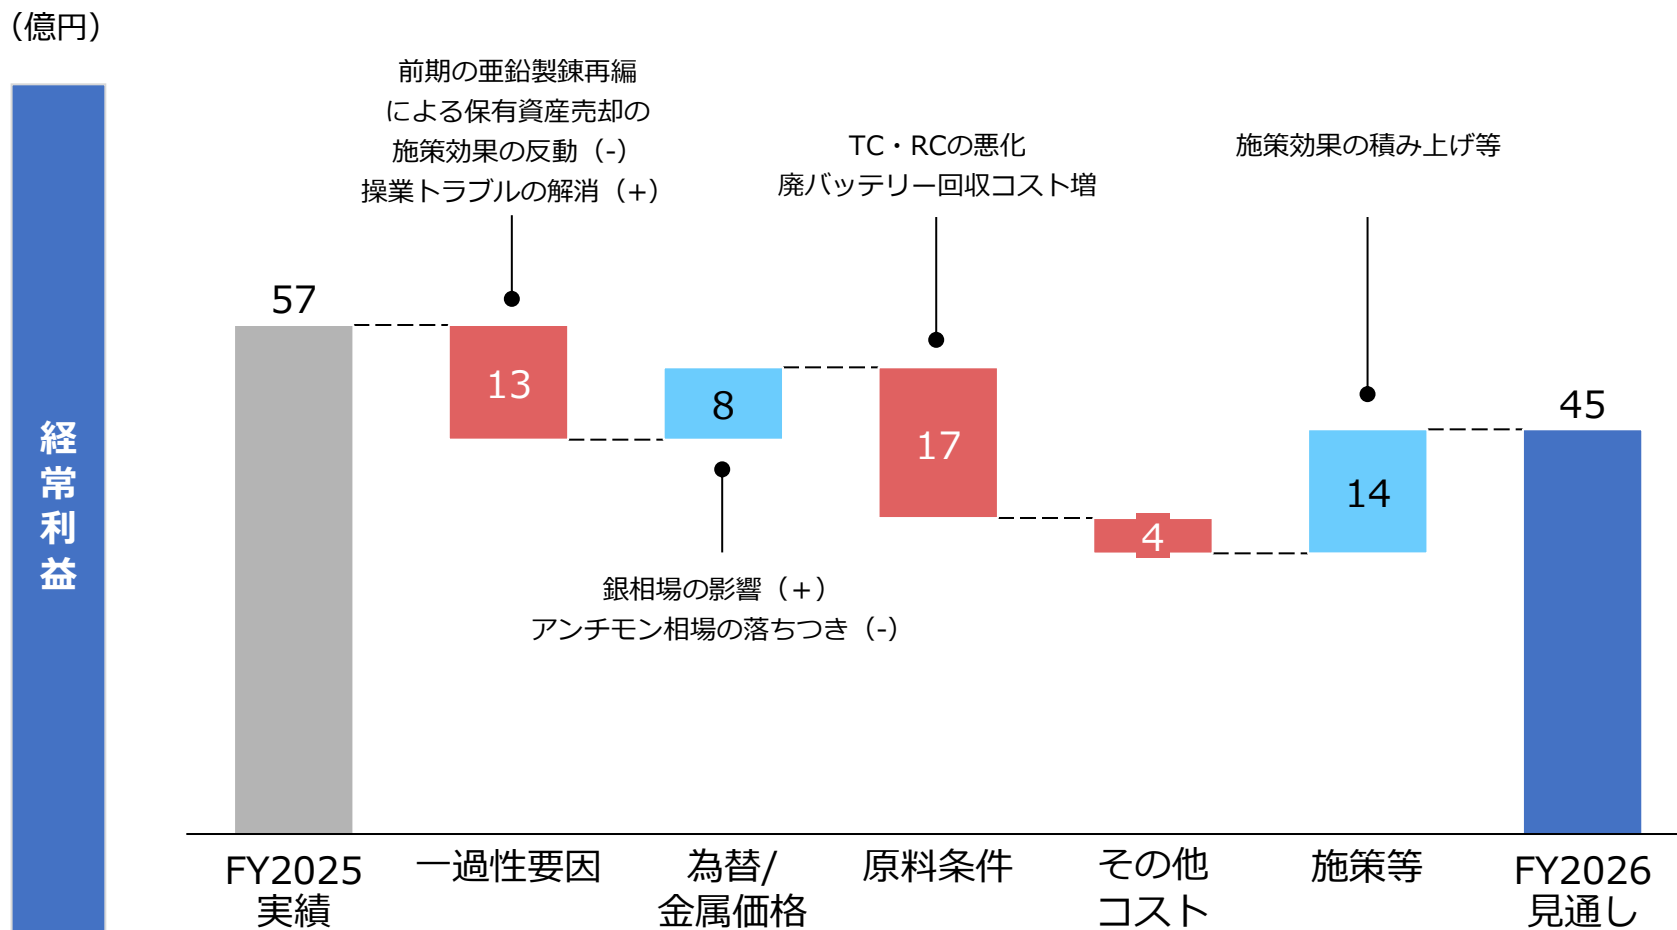 （億円）
経常利益
前期の亜鉛製錬再編
による保有資産売却の
施策効果の反動（-）
操業トラブルの解消（+）
TC・RCの悪化
廃バッテリー回収コスト増
施策効果の積み上げ等
57
13
8
17
4
14
45
銀相場の影響（+）
アンチモン相場の落ちつき（-）
FY2025
実績
一過性要因
為替/
金属価格
原料条件
その他
コスト
施策等
FY2026
見通し